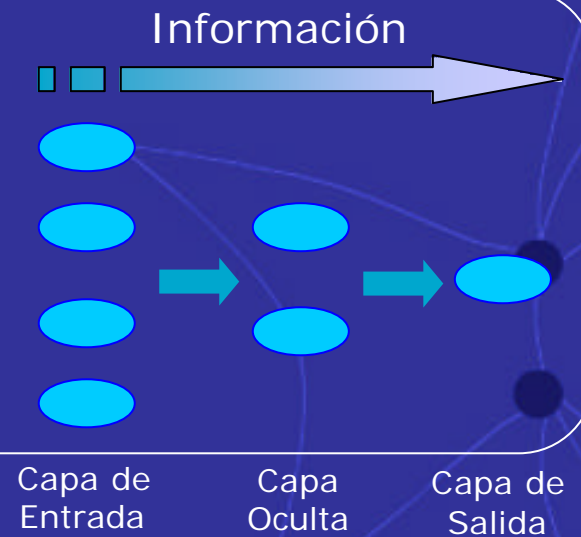 Información
Capa de
Entrada
Capa
Oculta
Capa de
Salida